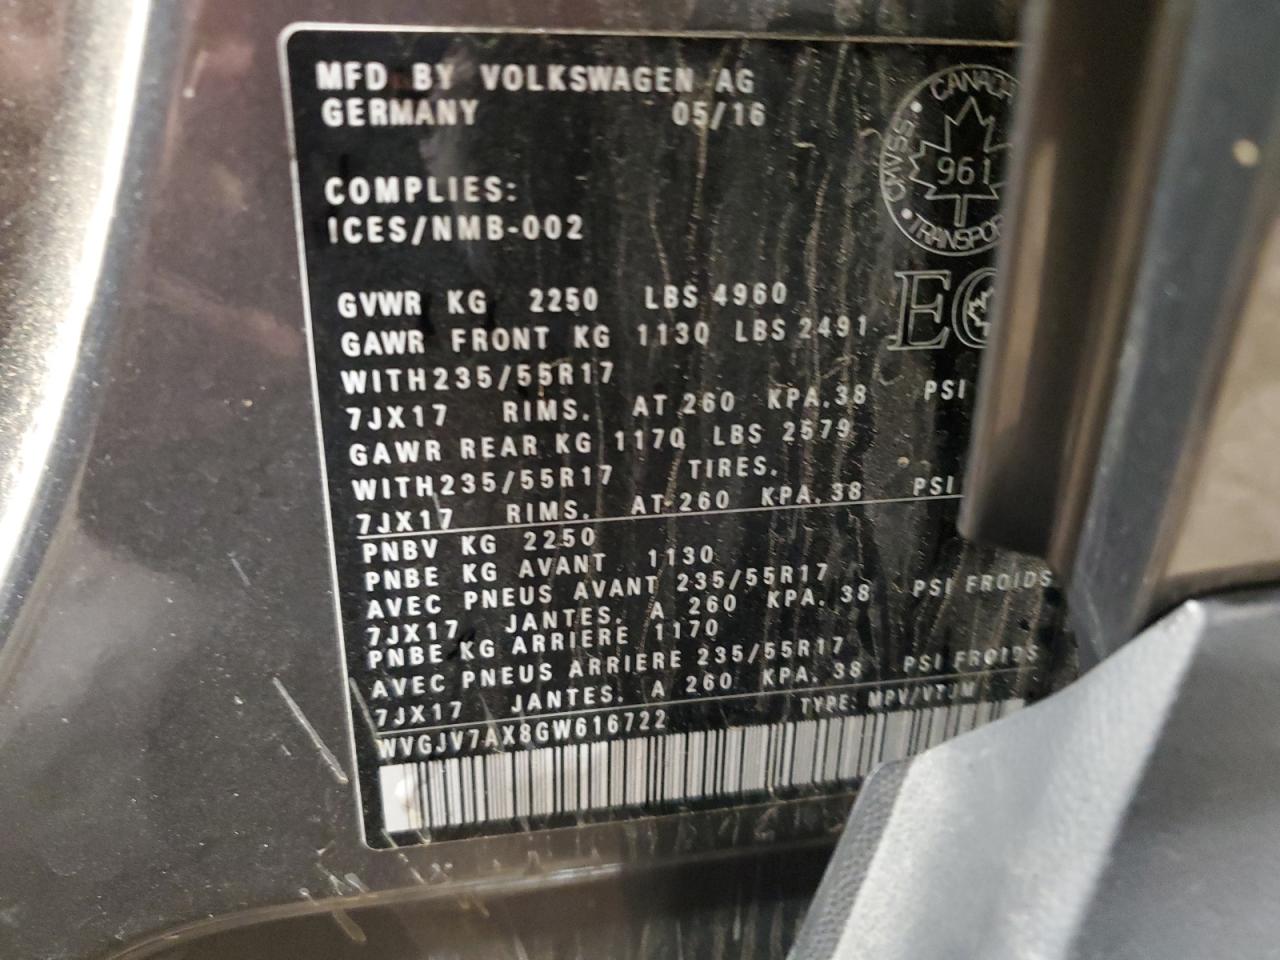 MFD BY VOLKSWAGEN AG
GERMANY 05/16
CANADA
CMVSS
961
TRANSPOR
COMPLIES:
ICES/NMB-002
GVWR KG 2250 LBS 4960
GAWR FRONT KG 1130 LBS 2491
WITH235/55R17
7JX17 RIMS. AT 260 KPA. 38 PSI
GAWR REAR KG 1170 LBS 2579
WITH235/55R17 TIRES.
7JX17 RIMS. AT 260 KPA. 38 PSI
PNBV KG 2250
PNBE KG AVANT 1130
AVEC PNEUS AVANT 235/55R17
7JX17 JANTES. A 260 KPA. 38 PSI FROIDS
PNBE KG ARRIERE 1170
AVEC PNEUS ARRIERE 235/55R17
7JX17 JANTES. A 260 KPA. 38 PSI FROIDS
WVGJV7AX8GW616722 TYPE: